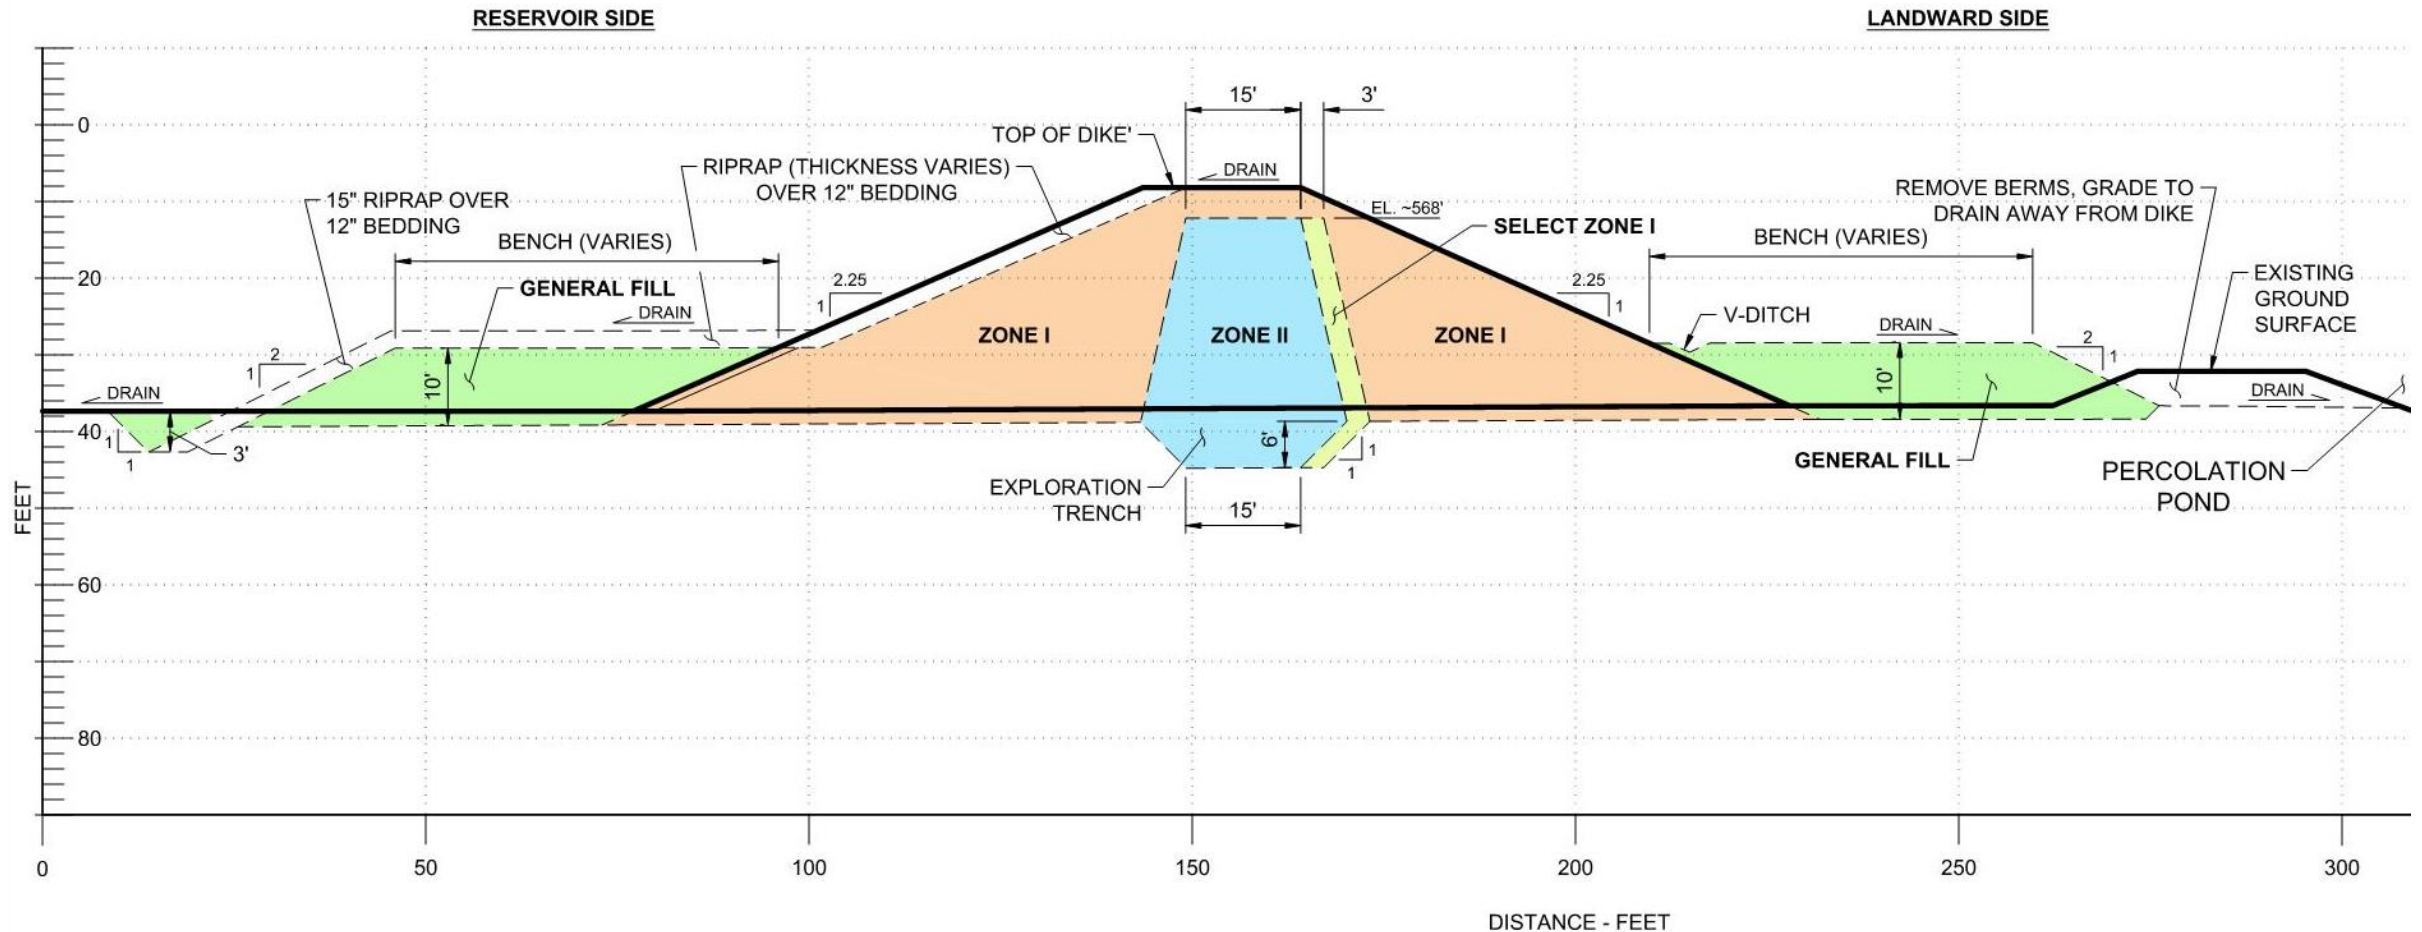 RESERVOIR SIDE
LANDWARD SIDE
15'
3'
0
TOP OF DIKE'
RIPRAP (THICKNESS VARIES)
OVER 12" BEDDING
DRAIN
15" RIPRAP OVER
12" BEDDING
EL. ~568'
REMOVE BERMS, GRADE TO
DRAIN AWAY FROM DIKE
SELECT ZONE I
BENCH (VARIES)
BENCH (VARIES)
20
GENERAL FILL
2.25
1
2.25
1
EXISTING
GROUND
SURFACE
DRAIN
V-DITCH
DRAIN
ZONE I
ZONE II
ZONE I
2
1
2
1
10'
10'
DRAIN
DRAIN
40
1
1
3'
6'
1
1
GENERAL FILL
PERCOLATION
POND
EXPLORATION
TRENCH
15'
FEET
60
80
0
50
100
150
200
250
300
DISTANCE - FEET